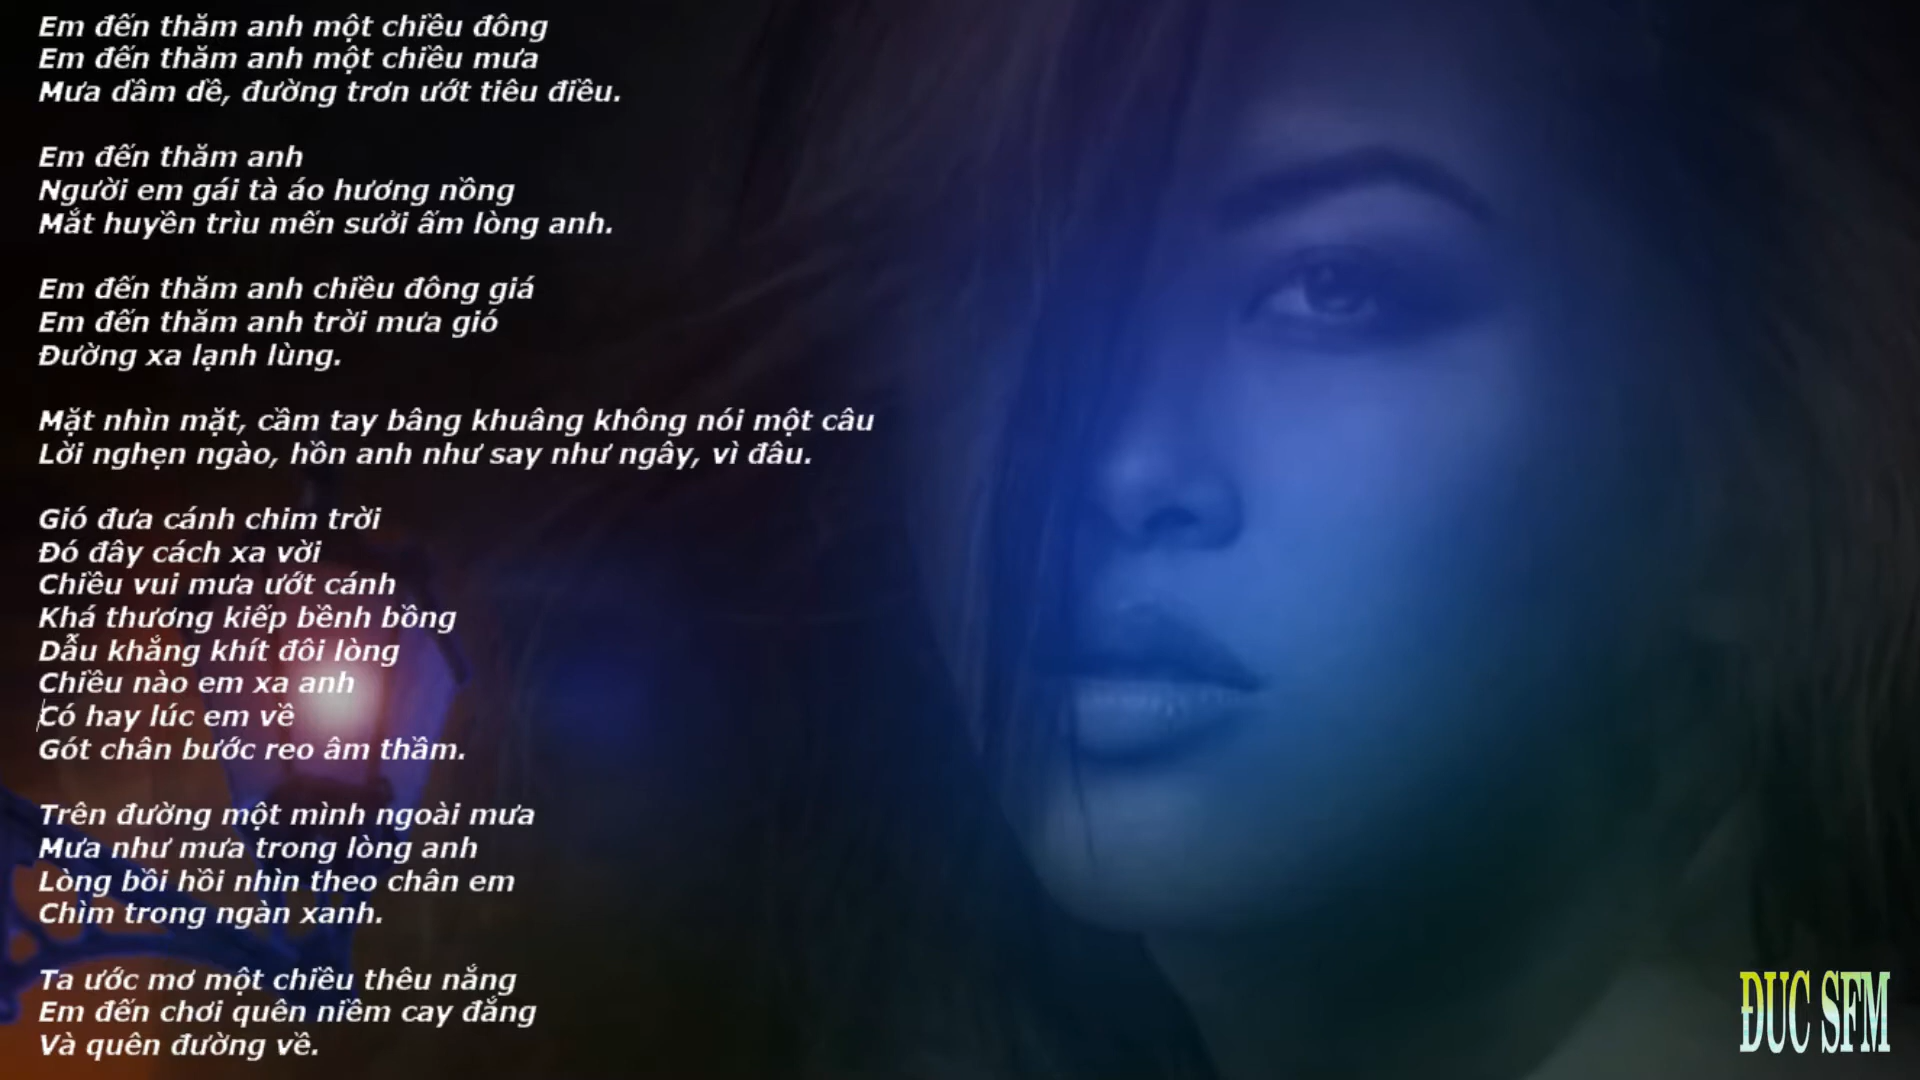 Em đến thăm anh một chiều đông
Em đến thăm anh một chiều mưa
Mưa dầm dề, đường trơn ướt tiêu điều.
Em đến thăm anh
Người em gái tà áo hương nồng
Mắt huyền trìu mến sưởi ấm lòng anh.
Em đến thăm anh chiều đông giá
Em đến thăm anh trời mưa gió
Đường xa lạnh lùng.
Mặt nhìn mặt, cầm tay bâng khuâng không nói một câu
Lời nghẹn ngào, hồn anh như say như ngây, vì đâu.
Gió đưa cánh chim trời
Đó đây cách xa vời
Chiều vui mưa ướt cánh
Khá thương kiếp bềnh bồng
Dẫu khẳng khít đôi lòng
Chiều nào em xa anh
Có hay lúc em về
Gót chân bước reo âm thầm.
Trên đường một mình ngoài mưa
Mưa như mưa trong lòng anh
Lòng bồi hồi nhìn theo chân em
Chìm trong ngàn xanh.
Ta ước mơ một chiều thêu nắng
Em đến chơi quên niềm cay đắng
Và quên đường về.
ĐUC SFM